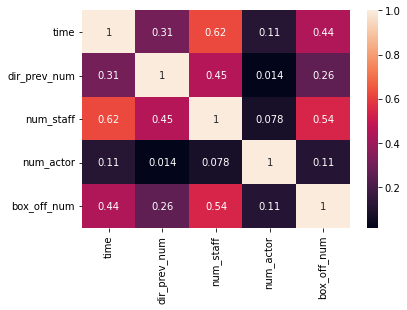 time 1 0.31 0.62 0.11 0.44
dir_prev_num 0.31 1 0.45 0.014 0.26
num_staff 0.62 0.45 1 0.078 0.54
num_actor 0.11 0.014 0.078 1 0.11
box_off_num 0.44 0.26 0.54 0.11 1
time
dir_prev_num
num_staff
num_actor
box_off_num
1.0
0.8
0.6
0.4
0.2